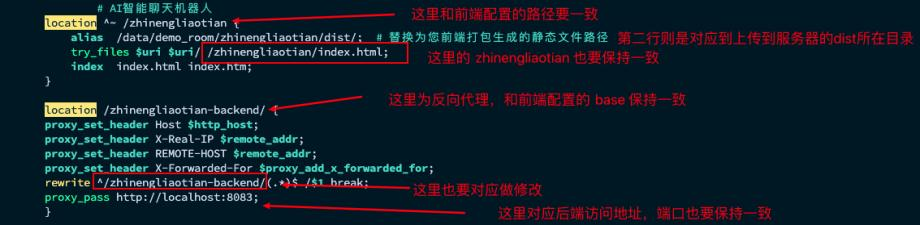 # AI智能聊天机器人
location ^~ /zhinengliaotian {
这里和前端配置的路径要一致
alias /data/demo_room/zhinengliaotian/dist/; # 替换为您前端打包生成的静态文件路径
第二行则是对应到上传到服务器的dist所在目录
try_files $uri $uri/ /zhinengliaotian/index.html;
这里的 zhinengliaotian 也要保持一致
index index.html index.htm;
}
location /zhinengliaotian-backend/ {
这里为反向代理，和前端配置的 base 保持一致
proxy_set_header Host $http_host;
proxy_set_header X-Real-IP $remote_addr;
proxy_set_header REMOTE-HOST $remote_addr;
proxy_set_header X-Forwarded-For $proxy_add_x_forwarded_for;
rewrite ^/zhinengliaotian-backend/(.*)$ /$1 break;
这里也要对应做修改
proxy_pass http://localhost:8083;
这里对应后端访问地址，端口也要保持一致
}